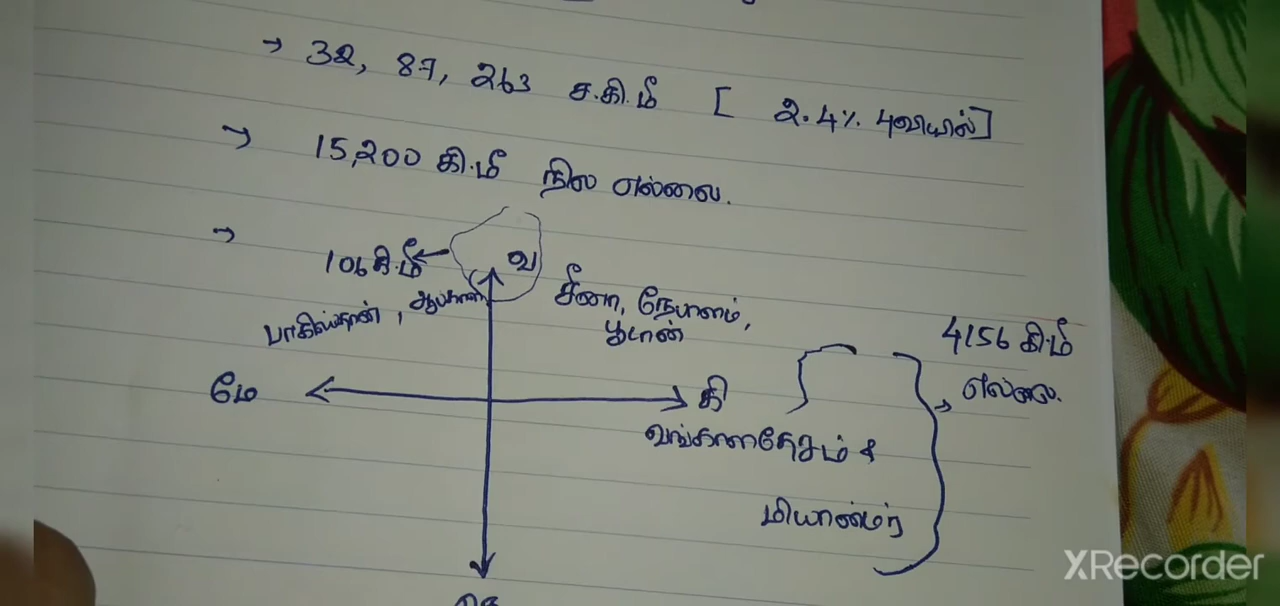 → 32, 87, 263 ச.கி.மீ [ 2.4% புவியில்]
→ 15,200 கி.மீ நில எல்லை.
→ 106 கி.மீ ← வ
பாகிஸ்தான், ஆப்கான்
சீனா, நேபாளம்,
பூடான்
மே கி
வங்காளதேசம் &
மியான்மர்
4156 கி.மீ
→ எல்லை.
XRecorder